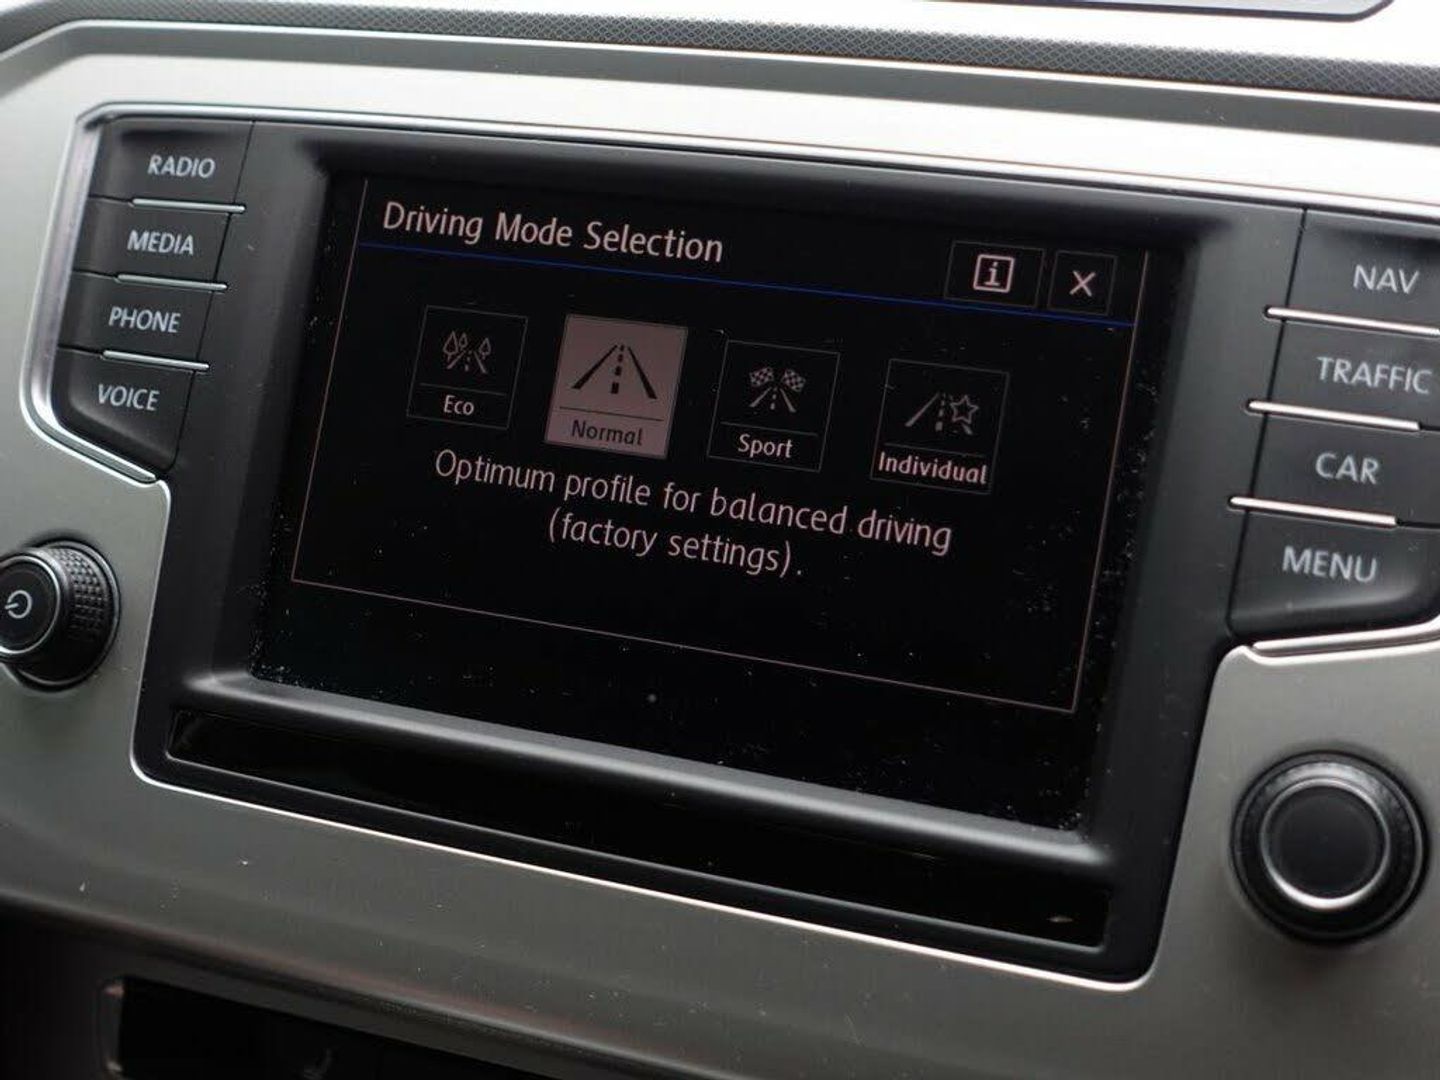 RADIO
MEDIA
PHONE
VOICE
Driving Mode Selection
i
X
Eco
Normal
Sport
Individual
Optimum profile for balanced driving
(factory settings).
NAV
TRAFFIC
CAR
MENU